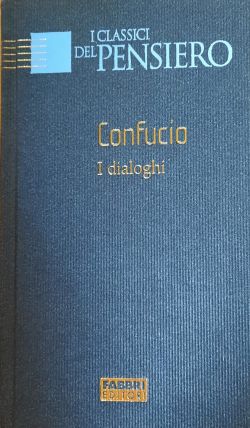 I CLASSICI
DEL PENSIERO
Confucio
I dialoghi
FABBRI
EDITORI